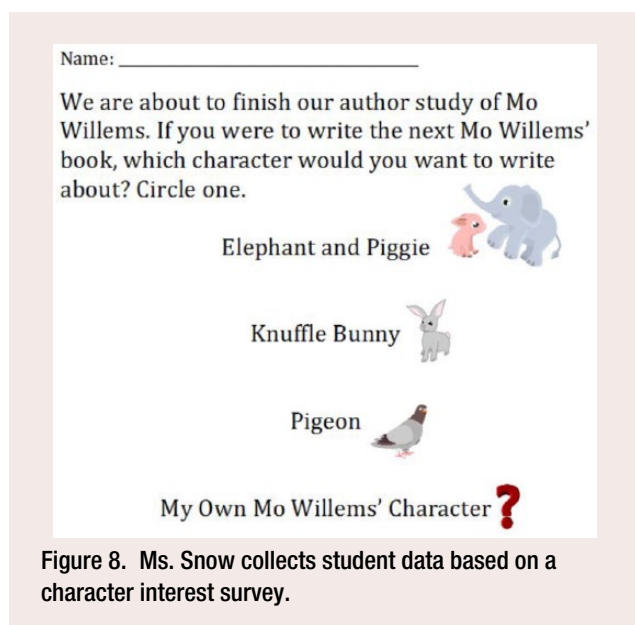 Name: ______________________________
We are about to finish our author study of Mo
Willems. If you were to write the next Mo Willems’
book, which character would you want to write
about? Circle one.
Elephant and Piggie
Knuffle Bunny
Pigeon
My Own Mo Willems’ Character ?
Figure 8. Ms. Snow collects student data based on a
character interest survey.